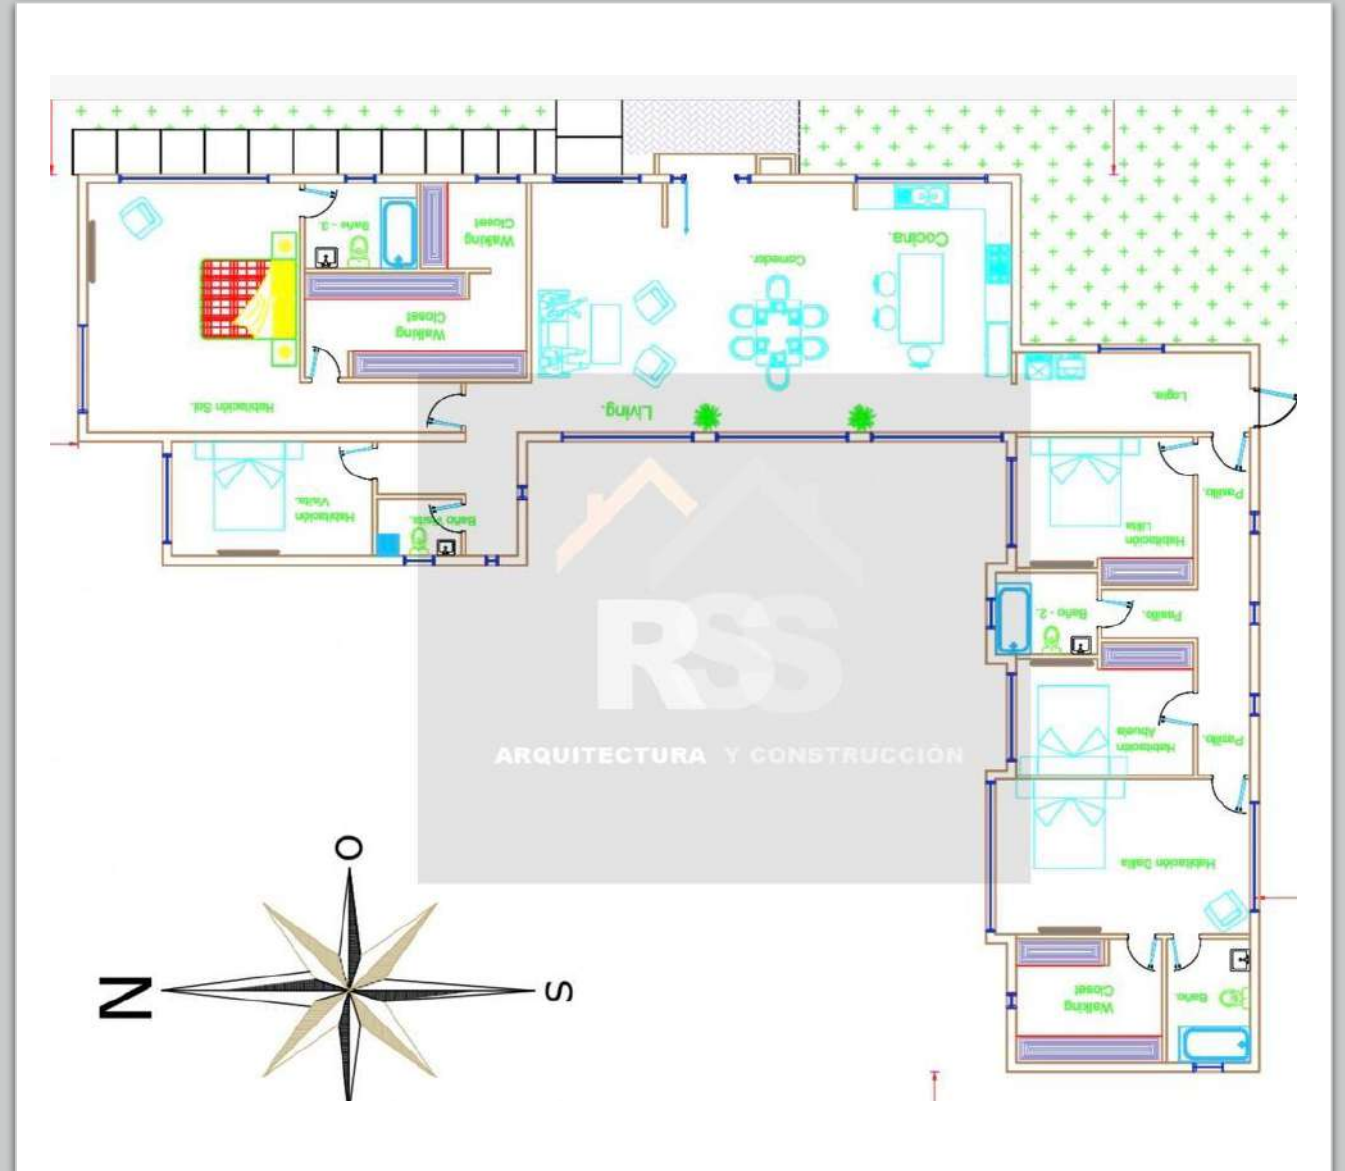 Baño - 3.
Walking
Closet
Cocina.
Comedor.
Walking
Closet
Habitación Sol.
Living.
Logia.
Habitación
Visita.
Baño Visita.
Pasillo.
Habitación
Lilita
Baño - 2.
Pasillo.
Habitación
Abuela
Pasillo.
RSS
ARQUITECTURA Y CONSTRUCCIÓN
Habitación Dalila
Walking
Closet
Baño.
O
N
S